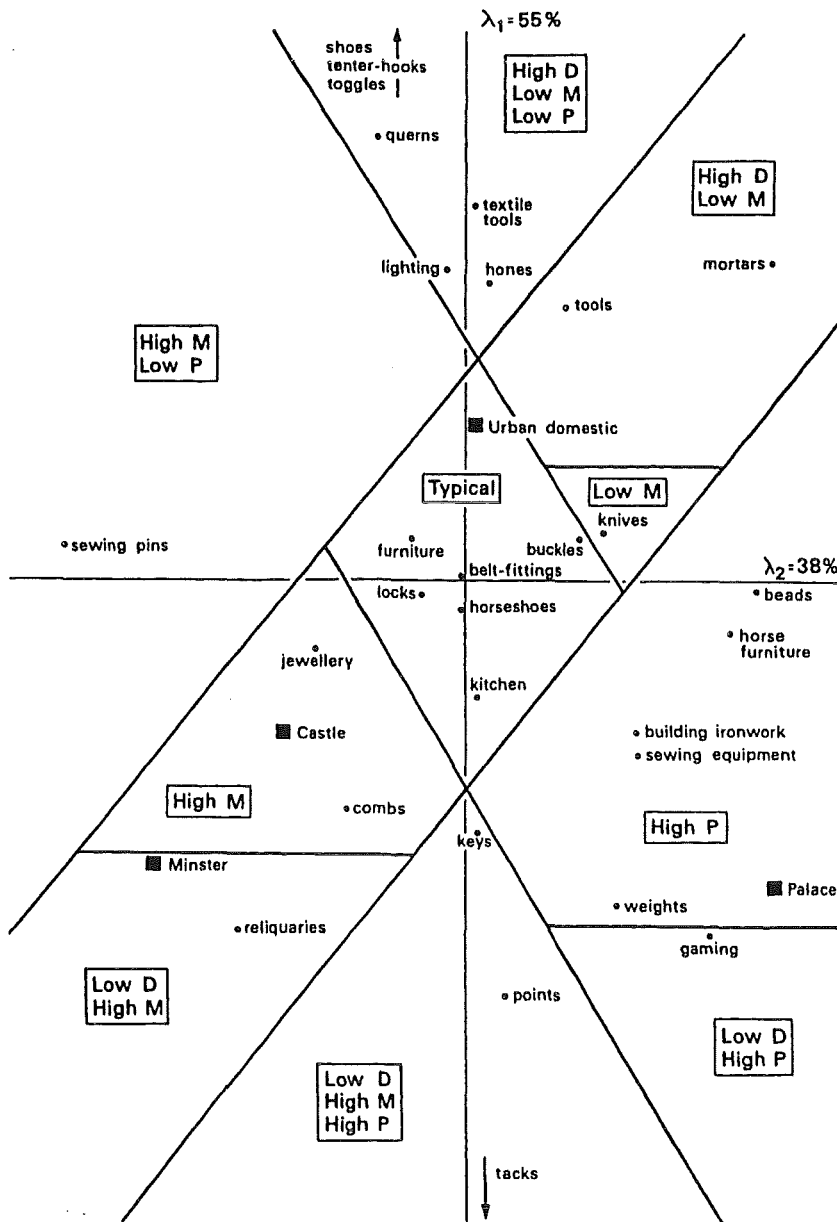 λ₁=55%
shoes
tenter-hooks
toggles
High D
Low M
Low P
querns
High D
Low M
textile
tools
lighting
hones
mortars
tools
High M
Low P
Urban domestic
Typical
Low M
knives
sewing pins
furniture
buckles
belt-fittings
λ₂=38%
locks
horseshoes
beads
horse
furniture
jewellery
kitchen
Castle
building ironwork
sewing equipment
High M
combs
High P
keys
Minster
Palace
weights
reliquaries
gaming
Low D
High M
points
Low D
High P
Low D
High M
High P
tacks